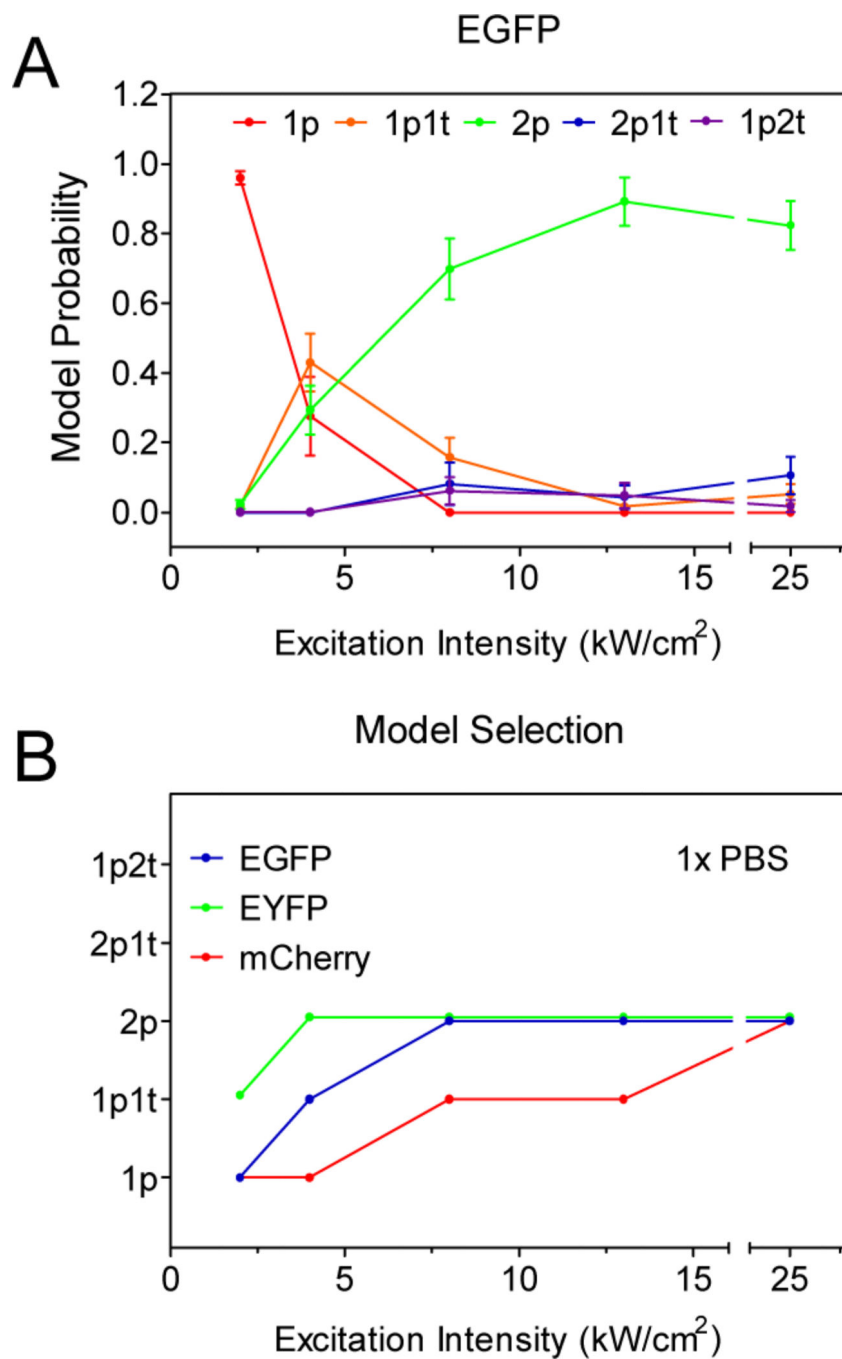 A
EGFP
1.2
1p 1p1t 2p 2p1t 1p2t
1.0
0.8
0.6
0.4
0.2
0.0
Model Probability
0 5 10 15 25
Excitation Intensity (kW/cm²)
B
Model Selection
1p2t
2p1t
2p
1p1t
1p
EGFP
EYFP
mCherry
1x PBS
0 5 10 15 25
Excitation Intensity (kW/cm²)